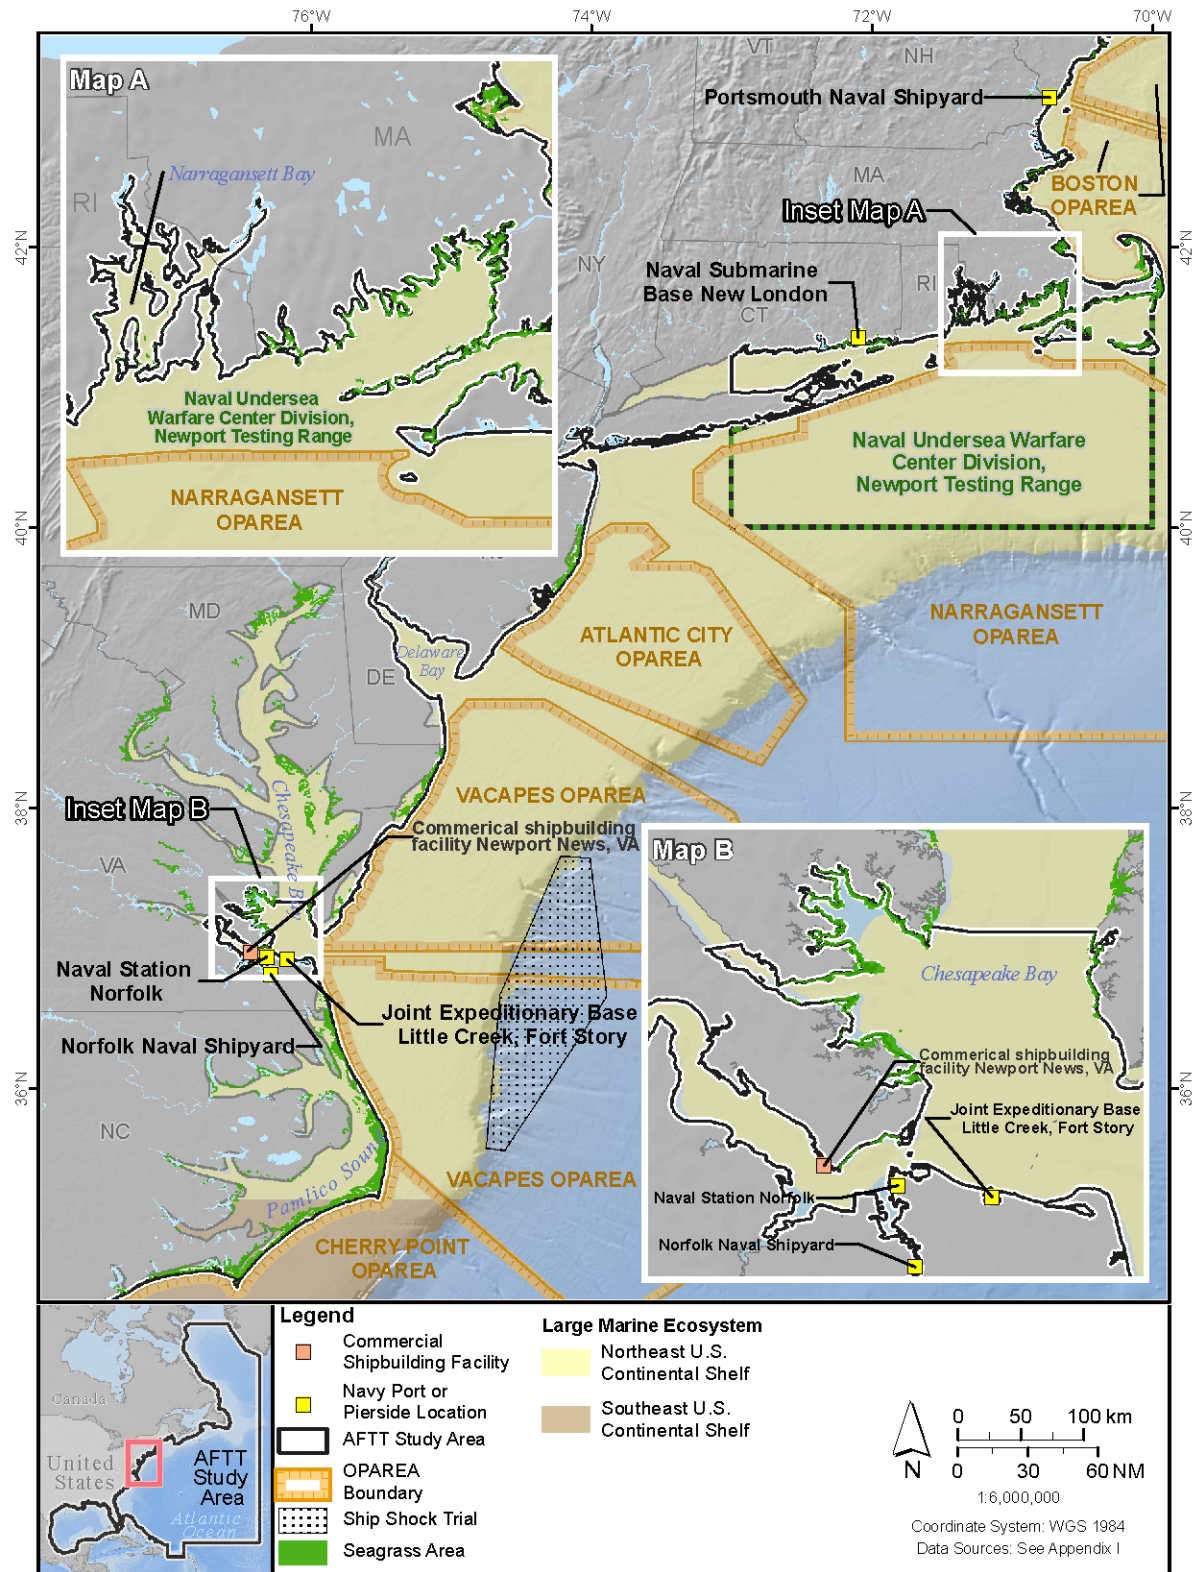 76°W
74°W
72°W
70°W
Map A
MA
Narragansett Bay
RI
Naval Undersea
Warfare Center Division,
Newport Testing Range
NARRAGANSETT
OPAREA
VT
NH
Portsmouth Naval Shipyard
MA
BOSTON
OPAREA
Inset Map A
42°N
42°N
NY
Naval Submarine
Base New London
CT
RI
Naval Undersea Warfare
Center Division,
Newport Testing Range
40°N
40°N
MD
DE
Delaware
Bay
ATLANTIC CITY
OPAREA
NARRAGANSETT
OPAREA
VACAPES OPAREA
Inset Map B
Chesapeake Bay
38°N
38°N
Commerical shipbuilding
facility Newport News, VA
VA
Naval Station
Norfolk
Joint Expeditionary Base
Little Creek, Fort Story
Norfolk Naval Shipyard
36°N
36°N
NC
Pamlico Soun
VACAPES OPAREA
CHERRY POINT
OPAREA
Map B
Chesapeake Bay
Commerical shipbuilding
facility Newport News, VA
Joint Expeditionary Base
Little Creek, Fort Story
Naval Station Norfolk
Norfolk Naval Shipyard
Canada
United
States
AFTT
Study
Area
Atlantic
Ocean
Legend
Commercial
Shipbuilding Facility
Navy Port or
Pierside Location
AFTT Study Area
OPAREA
Boundary
Ship Shock Trial
Seagrass Area
Large Marine Ecosystem
Northeast U.S.
Continental Shelf
Southeast U.S.
Continental Shelf
N
0 50 100 km
0 30 60 NM
1:6,000,000
Coordinate System: WGS 1984
Data Sources: See Appendix I